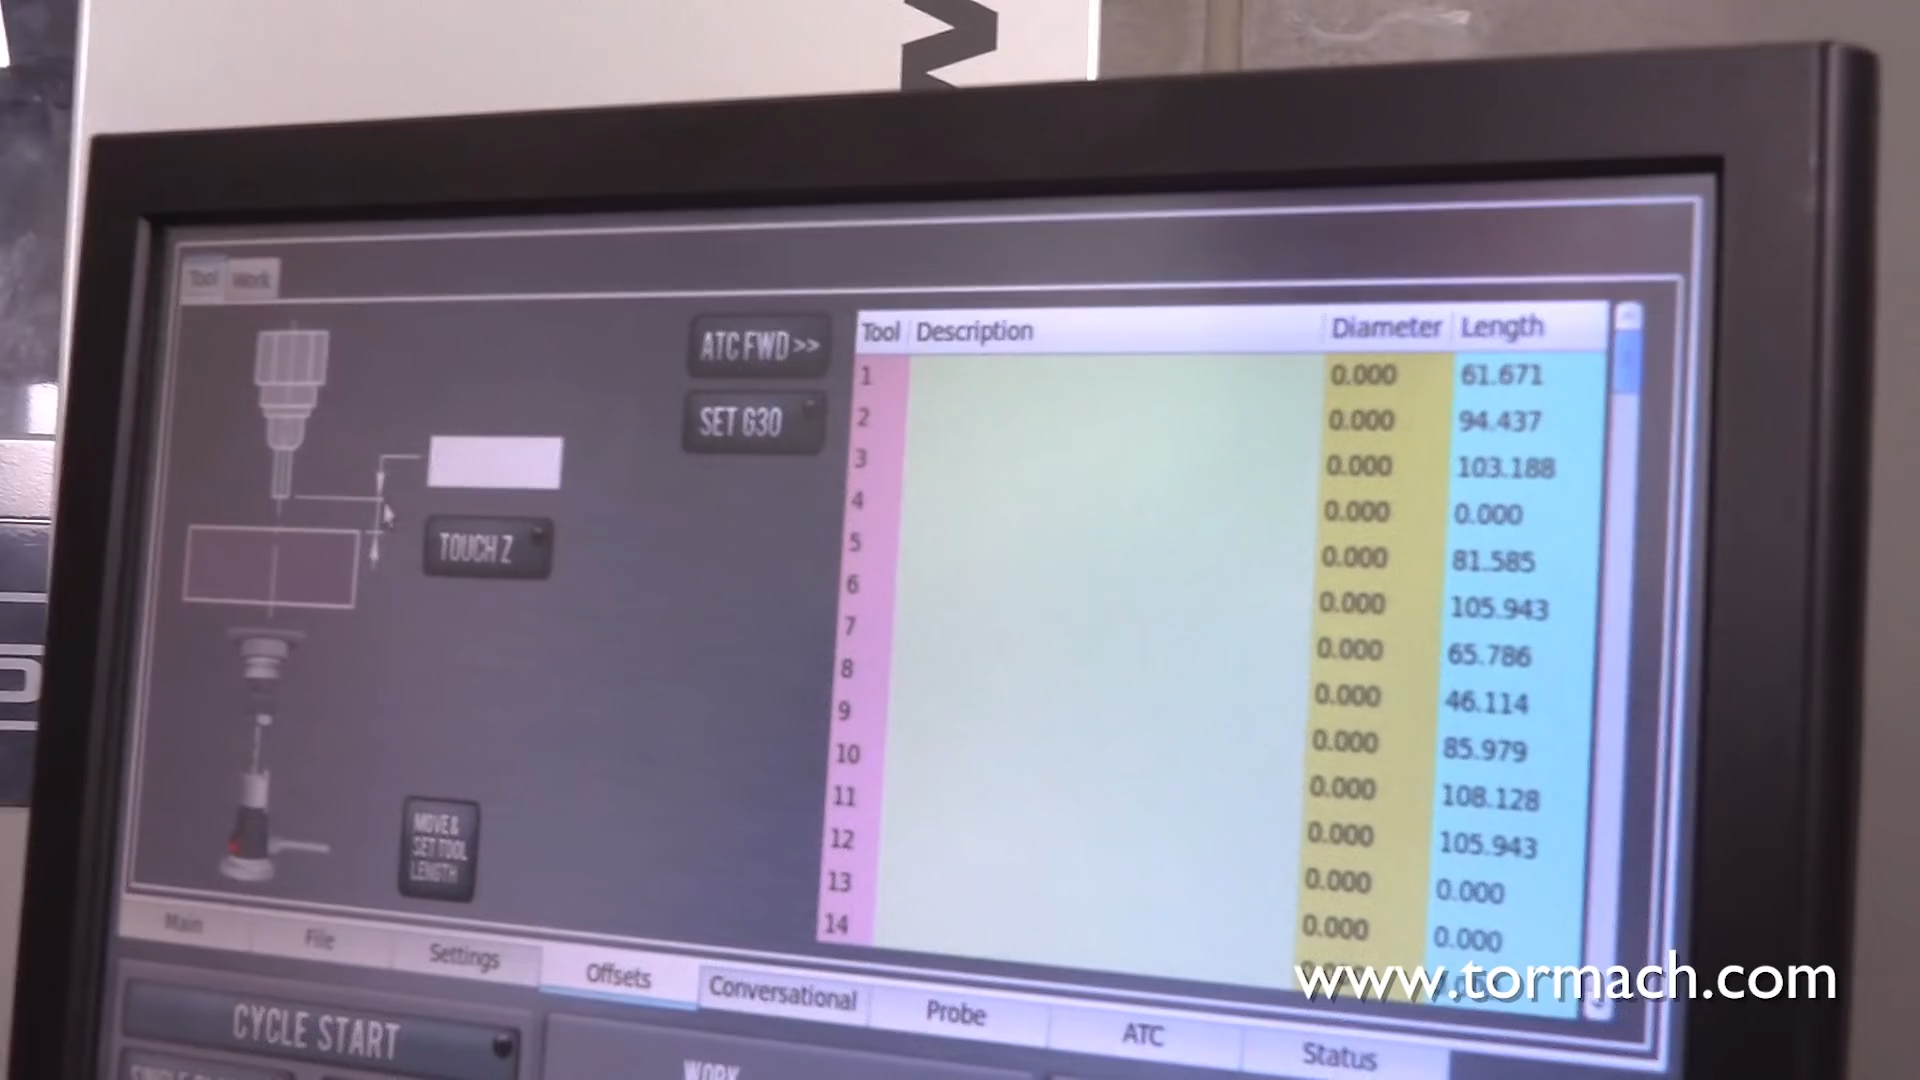 Tool Work
ATC FWD >>
SET G30
TOUCH Z
MOVE &
SET TOOL
LENGTH
Tool Description Diameter Length
1 0.000 61.671
2 0.000 94.437
3 0.000 103.188
4 0.000 0.000
5 0.000 81.585
6 0.000 105.943
7 0.000 65.786
8 0.000 46.114
9 0.000 85.979
10 0.000 108.128
11 0.000 105.943
12 0.000 0.000
13 0.000 0.000
14
Main File Settings Offsets Conversational Probe ATC Status
CYCLE START
WORK
www.tormach.com